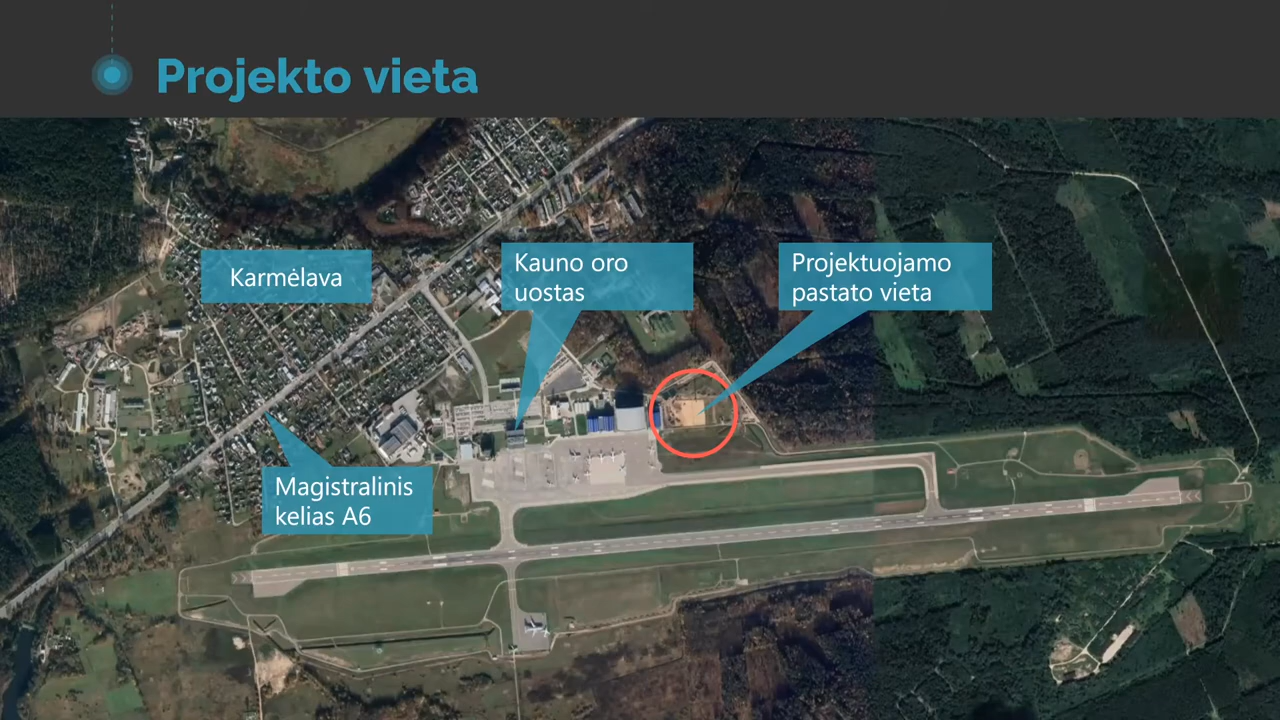 Projekto vieta
Karmėlava
Kauno oro
uostas
Projektuojamo
pastato vieta
Magistralinis
kelias A6